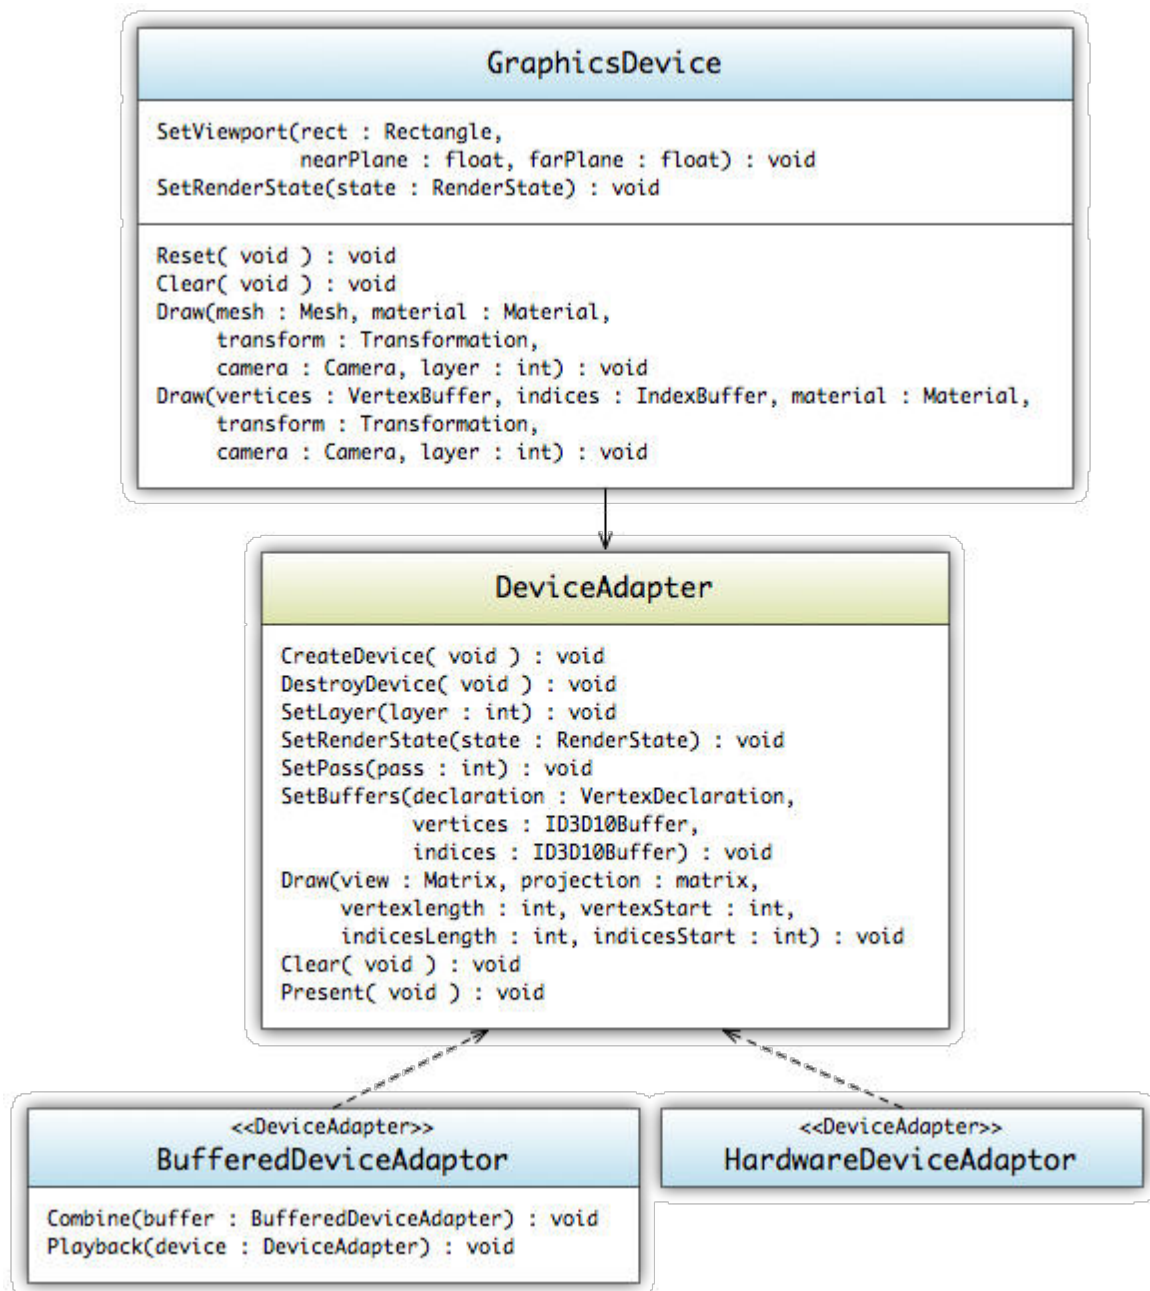 GraphicsDevice
SetViewport(rect : Rectangle,
nearPlane : float, farPlane : float) : void
SetRenderState(state : RenderState) : void
Reset( void ) : void
Clear( void ) : void
Draw(mesh : Mesh, material : Material,
transform : Transformation,
camera : Camera, layer : int) : void
Draw(vertices : VertexBuffer, indices : IndexBuffer, material : Material,
transform : Transformation,
camera : Camera, layer : int) : void
DeviceAdapter
CreateDevice( void ) : void
DestroyDevice( void ) : void
SetLayer(layer : int) : void
SetRenderState(state : RenderState) : void
SetPass(pass : int) : void
SetBuffers(declaration : VertexDeclaration,
vertices : ID3D10Buffer,
indices : ID3D10Buffer) : void
Draw(view : Matrix, projection : matrix,
vertexlength : int, vertexStart : int,
indicesLength : int, indicesStart : int) : void
Clear( void ) : void
Present( void ) : void
<<DeviceAdapter>>
BufferedDeviceAdaptor
Combine(buffer : BufferedDeviceAdapter) : void
Playback(device : DeviceAdapter) : void
<<DeviceAdapter>>
HardwareDeviceAdaptor